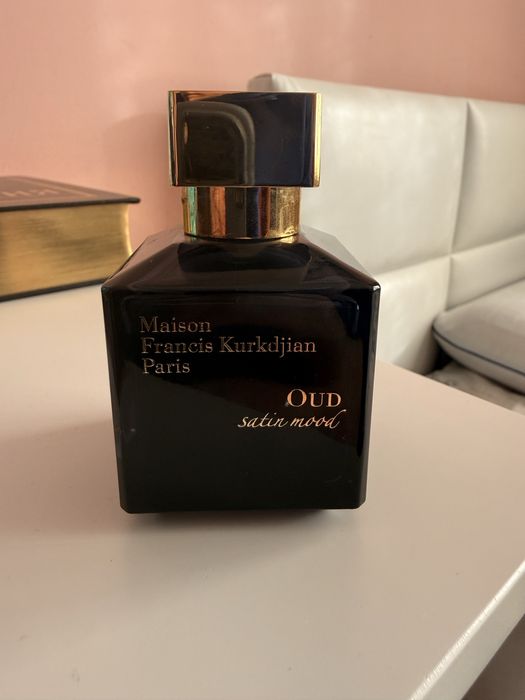 Maison
Francis Kurkdjian
Paris
OUD
satin mood